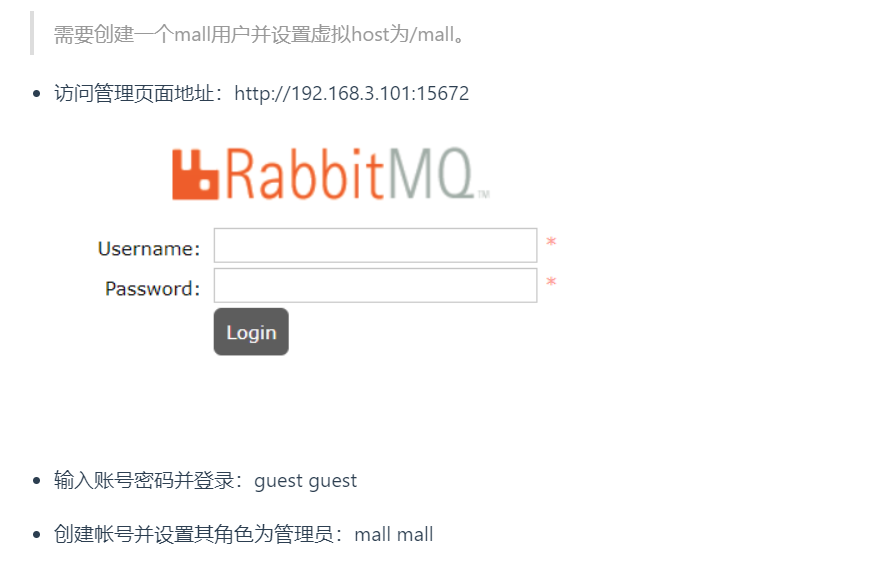 需要创建一个mall用户并设置虚拟host为/mall。
访问管理页面地址：http://192.168.3.101:15672
RabbitMQ™
Username: *
Password: *
Login
输入账号密码并登录：guest guest
创建帐号并设置其角色为管理员：mall mall